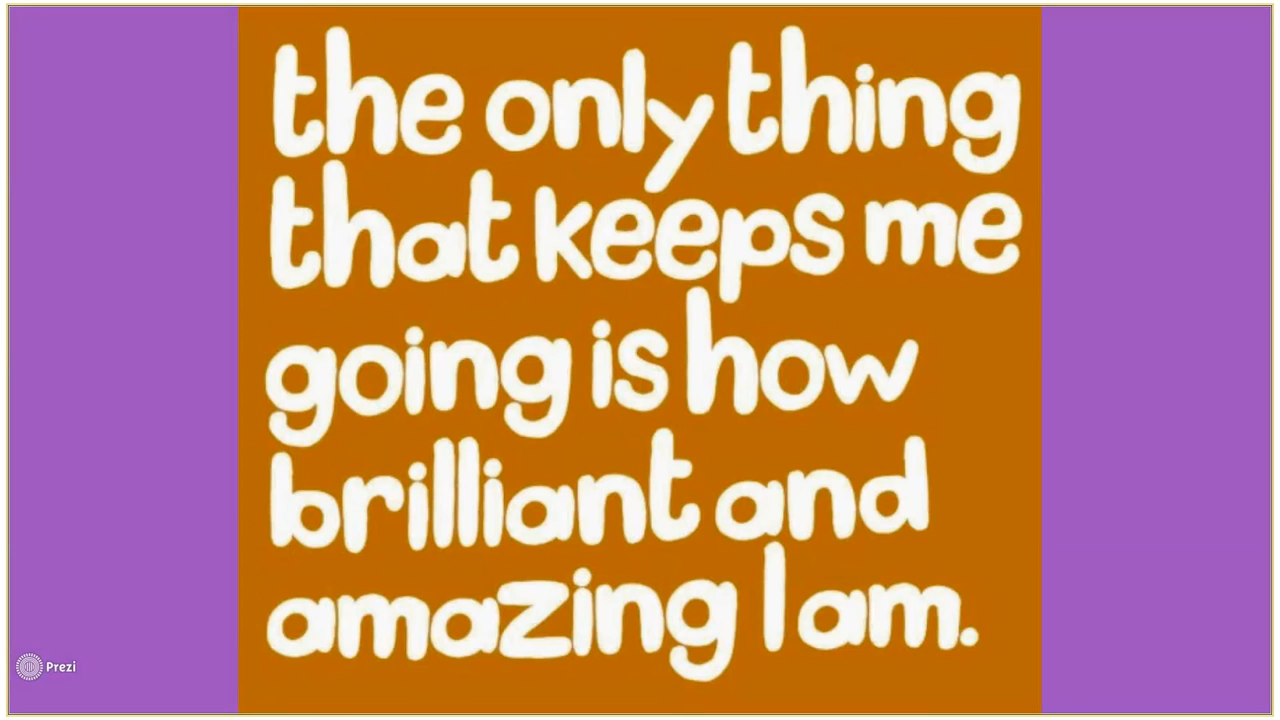 the only thing
that keeps me
going is how
brilliant and
amazing I am.
Prezi